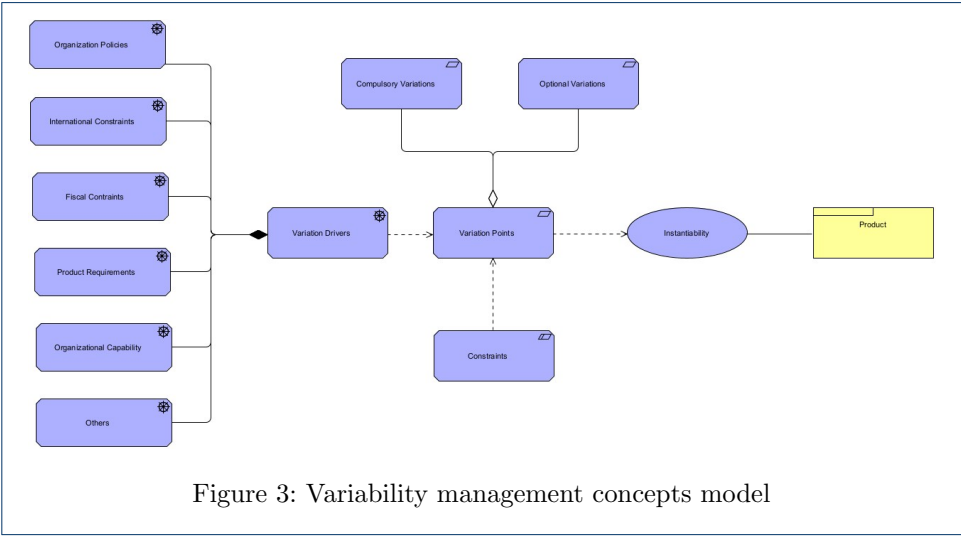 Organization Policies
International Constraints
Fiscal Contraints
Product Requirements
Organizational Capability
Others
Variation Drivers
Compulsory Variations
Optional Variations
Variation Points
Constraints
Instantiability
Product
Figure 3: Variability management concepts model